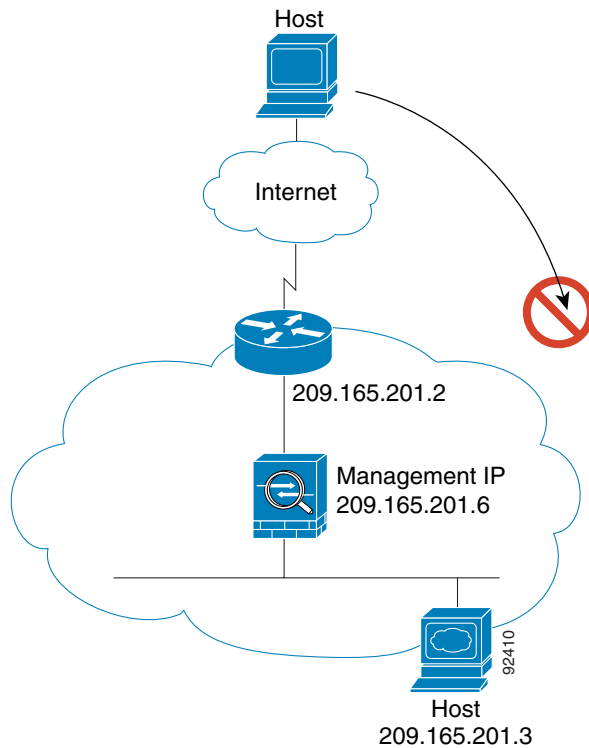 Host
Internet
209.165.201.2
Management IP
209.165.201.6
92410
Host
209.165.201.3